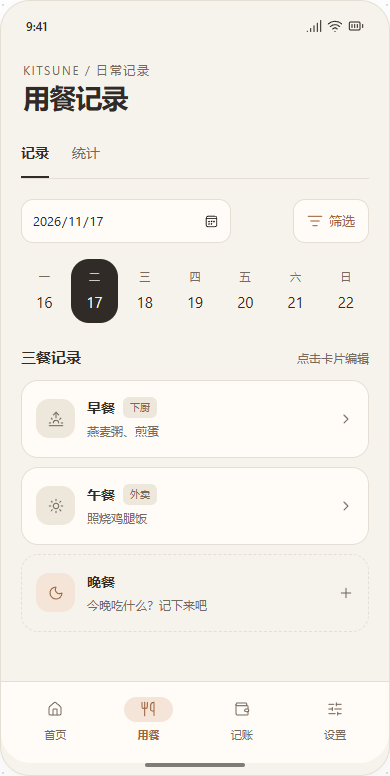 9:41
KITSUNE / 日常记录
用餐记录
记录 统计
2026/11/17 筛选
一 二 三 四 五 六 日
16 17 18 19 20 21 22
三餐记录 点击卡片编辑
早餐 下厨
燕麦粥、煎蛋
午餐 外卖
照烧鸡腿饭
晚餐
今晚吃什么？记下来吧
首页 用餐 记账 设置